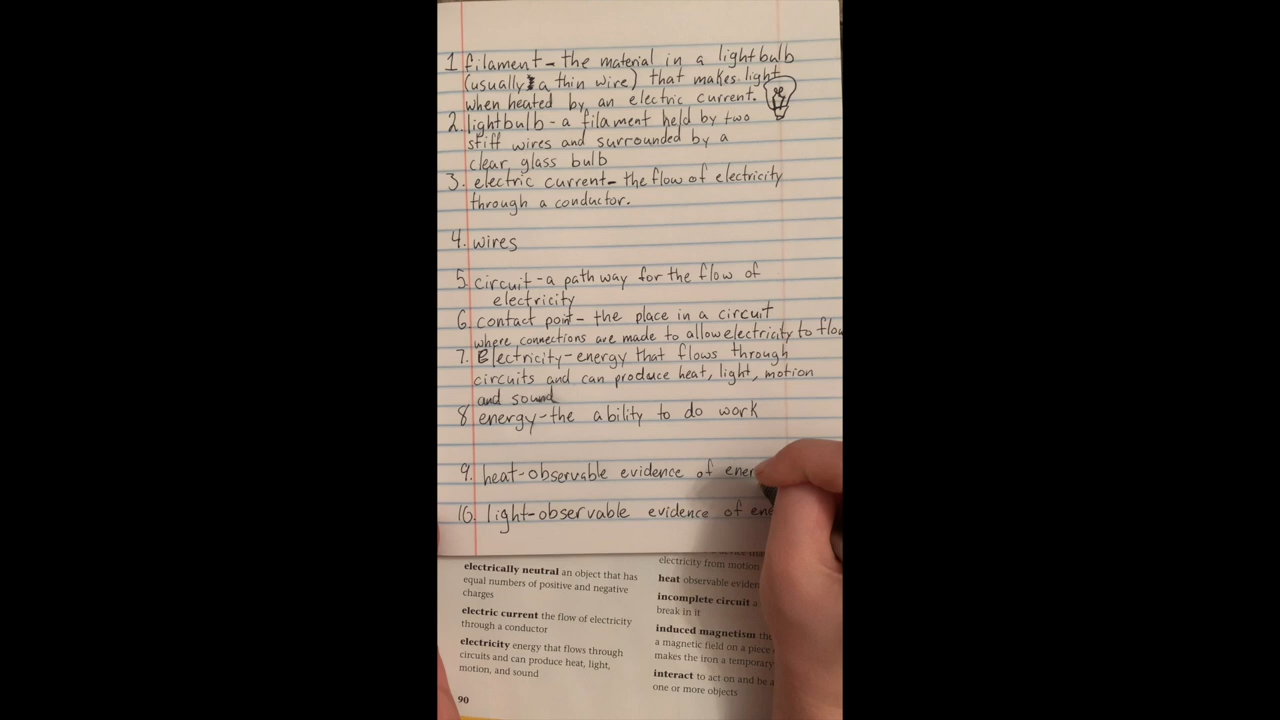 1 filament - the material in a lightbulb
(usually a thin wire) that makes light
when heated by an electric current.
2. lightbulb - a filament held by two
stiff wires and surrounded by a
clear, glass bulb
3. electric current - the flow of electricity
through a conductor.
4. wires
5. circuit - a pathway for the flow of
electricity
6. contact point - the place in a circuit
where connections are made to allow electricity to flow
7. Electricity - energy that flows through
circuits and can produce heat, light, motion
and sound
8 energy - the ability to do work
9. heat - observable evidence of ener
10. light - observable evidence of ene
electrically neutral an object that has
equal numbers of positive and negative
charges
electric current the flow of electricity
through a conductor
electricity energy that flows through
circuits and can produce heat, light,
motion, and sound
90
electricity from motion
heat observable eviden
incomplete circuit a
break in it
induced magnetism the
a magnetic field on a piece
makes the iron a temporary
interact to act on and be a
one or more objects